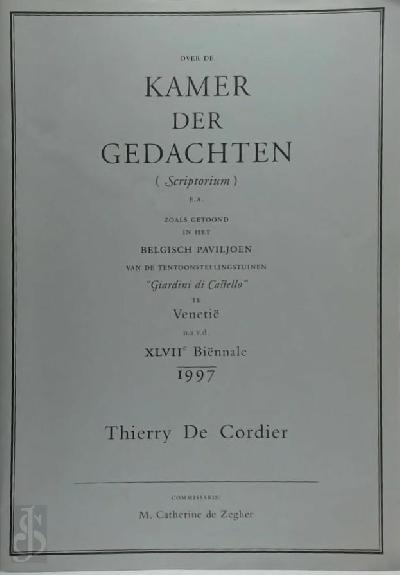 OVER DE
KAMER
DER
GEDACHTEN
( Scriptorium )
E.A.
ZOALS GETOOND
IN HET
BELGISCH PAVILJOEN
VAN DE TENTOONSTELLINGSTUINEN
"Giardini di Castello"
TE
Venetië
n.a.v.d.
XLVIIe Biënnale
1997
Thierry De Cordier
COMMISSARIS:
M. Catherine de Zegher